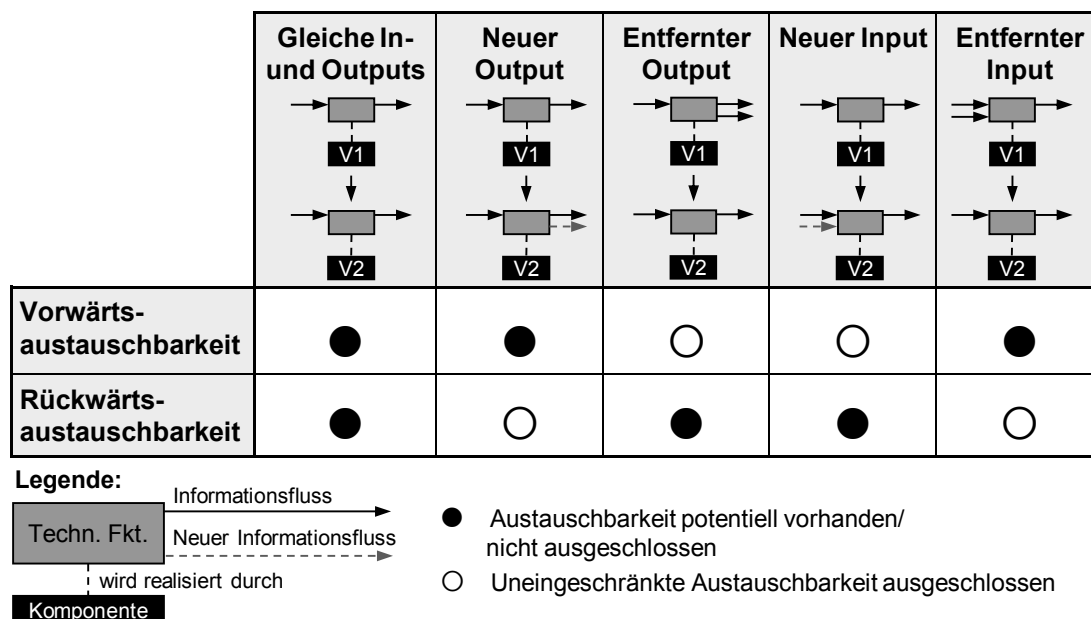 Gleiche In- und Outputs
Neuer Output
Entfernter Output
Neuer Input
Entfernter Input
V1
V1
V1
V1
V1
V2
V2
V2
V2
V2
Vorwärts-
austauschbarkeit
Rückwärts-
austauschbarkeit
Legende:
Techn. Fkt.
Informationsfluss
Neuer Informationsfluss
wird realisiert durch
Komponente
Austauschbarkeit potentiell vorhanden/
nicht ausgeschlossen
Uneingeschränkte Austauschbarkeit ausgeschlossen